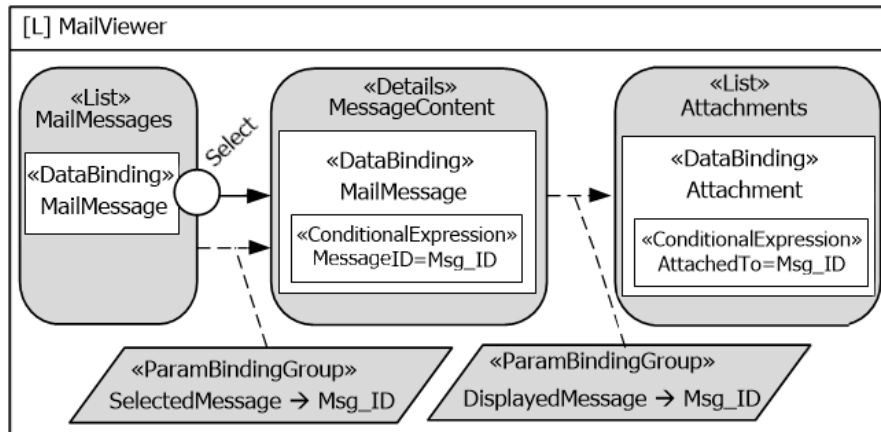 [L] MailViewer
«List»
MailMessages
«DataBinding»
MailMessage
Select
«Details»
MessageContent
«DataBinding»
MailMessage
«ConditionalExpression»
MessageID=Msg_ID
«List»
Attachments
«DataBinding»
Attachment
«ConditionalExpression»
AttachedTo=Msg_ID
«ParamBindingGroup»
SelectedMessage → Msg_ID
«ParamBindingGroup»
DisplayedMessage → Msg_ID